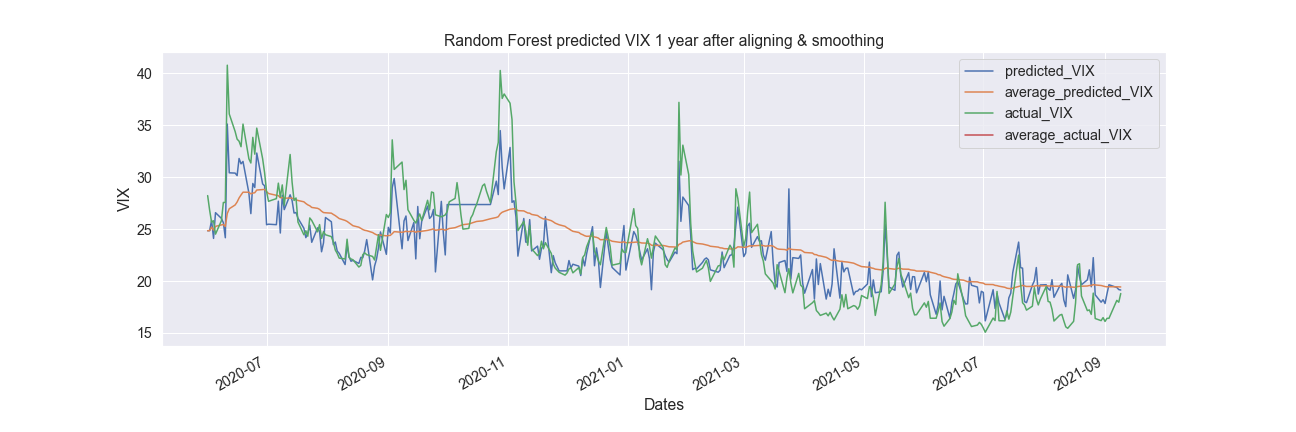 Random Forest predicted VIX 1 year after aligning & smoothing
predicted_VIX
average_predicted_VIX
actual_VIX
average_actual_VIX
40
35
30
25
20
15
VIX
2020-07
2020-09
2020-11
2021-01
2021-03
2021-05
2021-07
2021-09
Dates